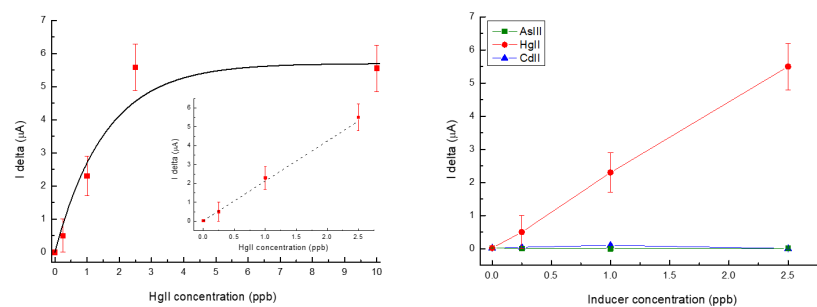 7
6
5
4
3
2
1
0
I delta (μA)
0 1 2 3 4 5 6 7 8 9 10
HgII concentration (ppb)
6
5
4
3
2
1
0
I delta (μA)
0.0 0.5 1.0 1.5 2.0 2.5
HgII concentration (ppb)
AsIII
HgII
CdII
7
6
5
4
3
2
1
0
I delta (μA)
0.0 0.5 1.0 1.5 2.0 2.5
Inducer concentration (ppb)